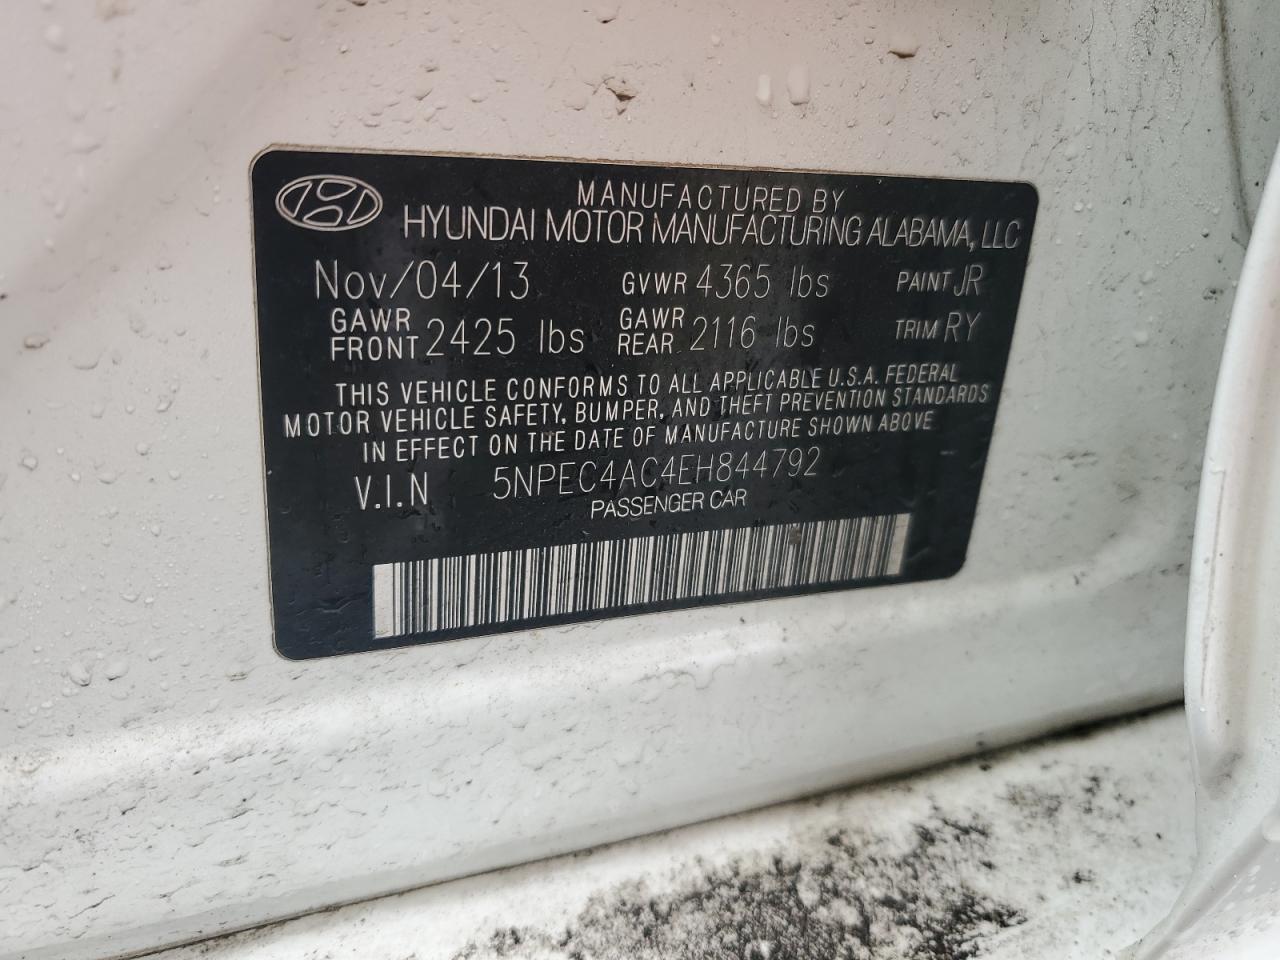 MANUFACTURED BY
HYUNDAI MOTOR MANUFACTURING ALABAMA, LLC
Nov/04/13 GVWR 4365 lbs PAINT JR
GAWR FRONT 2425 lbs GAWR REAR 2116 lbs TRIM RY
THIS VEHICLE CONFORMS TO ALL APPLICABLE U.S.A. FEDERAL
MOTOR VEHICLE SAFETY, BUMPER, AND THEFT PREVENTION STANDARDS
IN EFFECT ON THE DATE OF MANUFACTURE SHOWN ABOVE
V.I.N 5NPEC4AC4EH844792
PASSENGER CAR